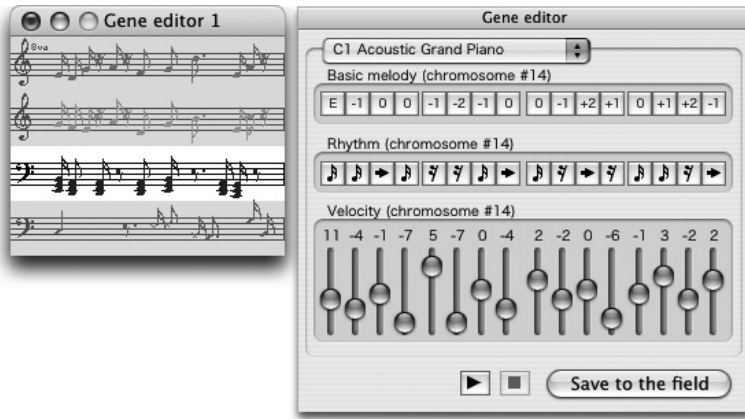 Gene editor 1
8va
Gene editor
C1 Acoustic Grand Piano
Basic melody (chromosome #14)
E -1 0 0 -1 -2 -1 0 0 -1 +2 +1 0 +1 +2 -1
Rhythm (chromosome #14)
Velocity (chromosome #14)
11 -4 -1 -7 5 -7 0 -4 2 -2 0 -6 -1 3 -2 2
Save to the field